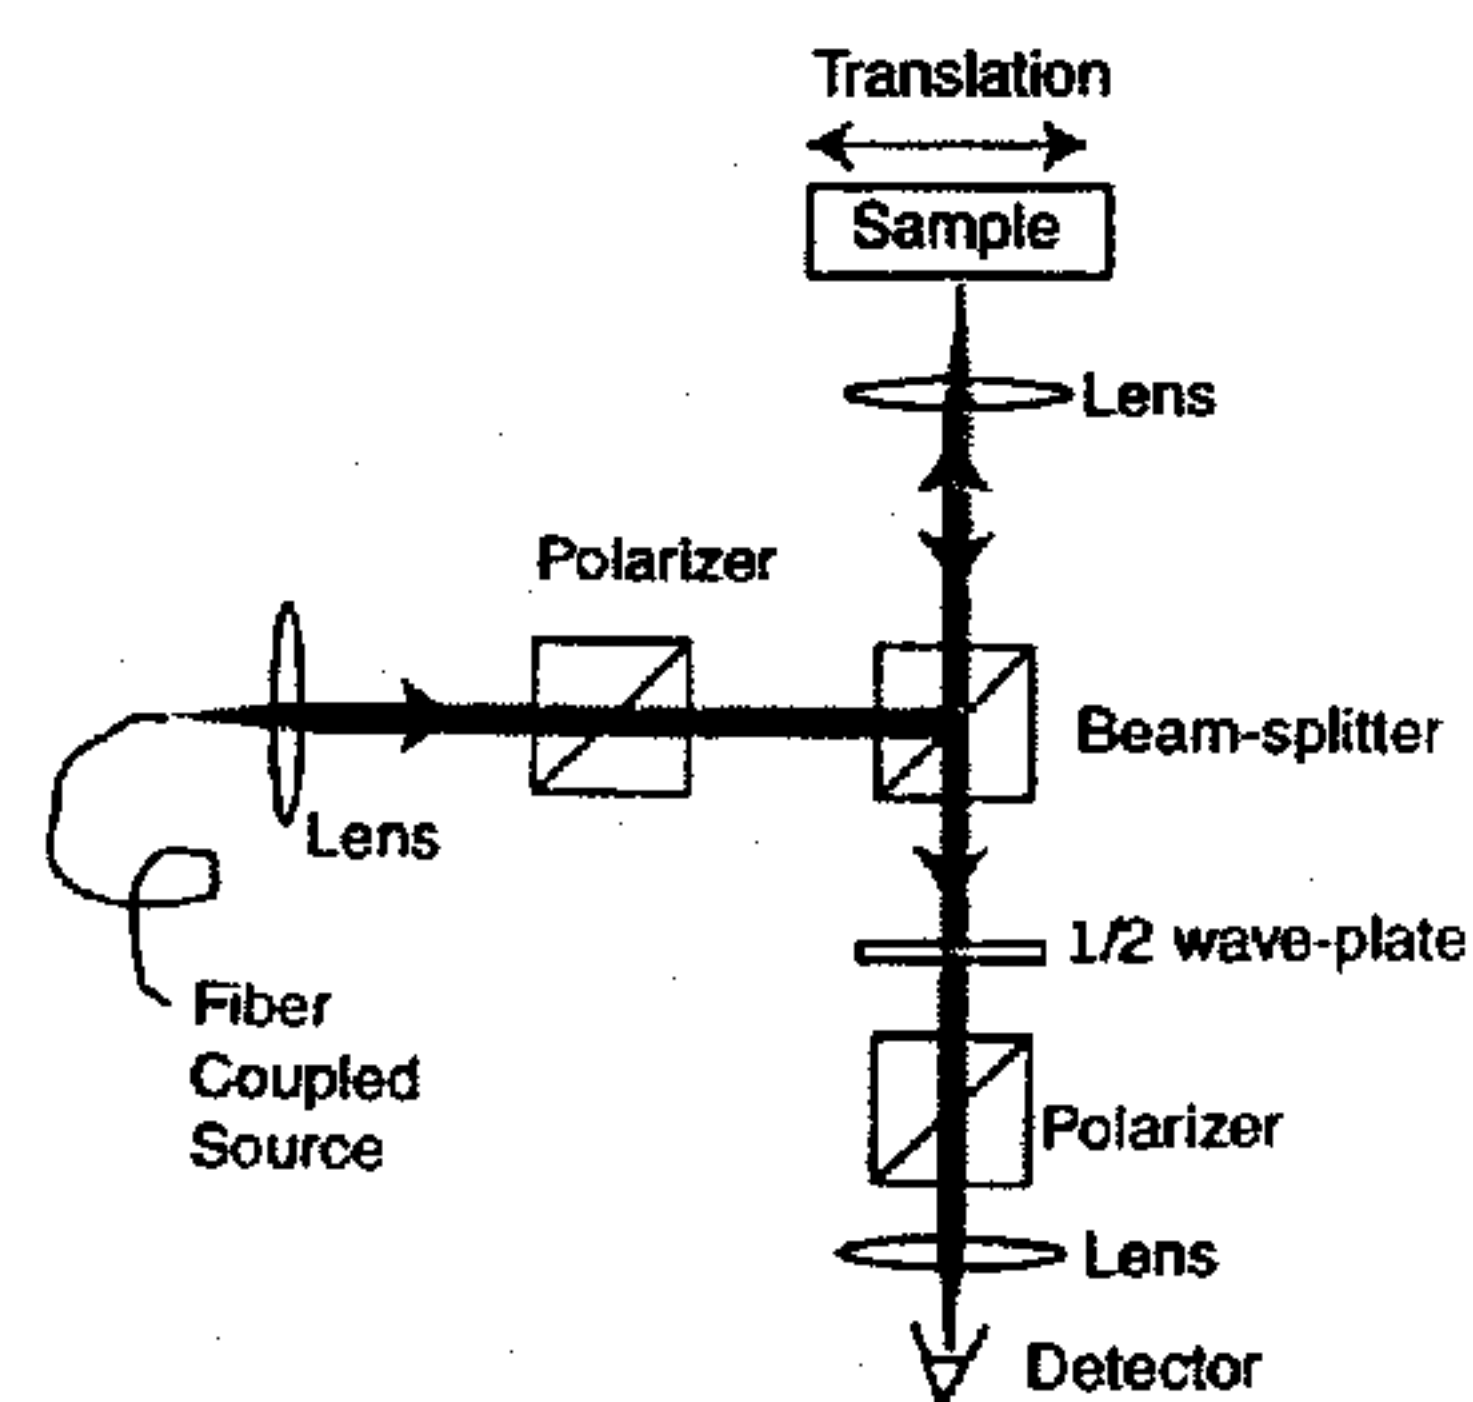 Translation
Sample
Lens
Polarizer
Beam-splitter
Lens
1/2 wave-plate
Fiber
Coupled
Source
Polarizer
Lens
Detector